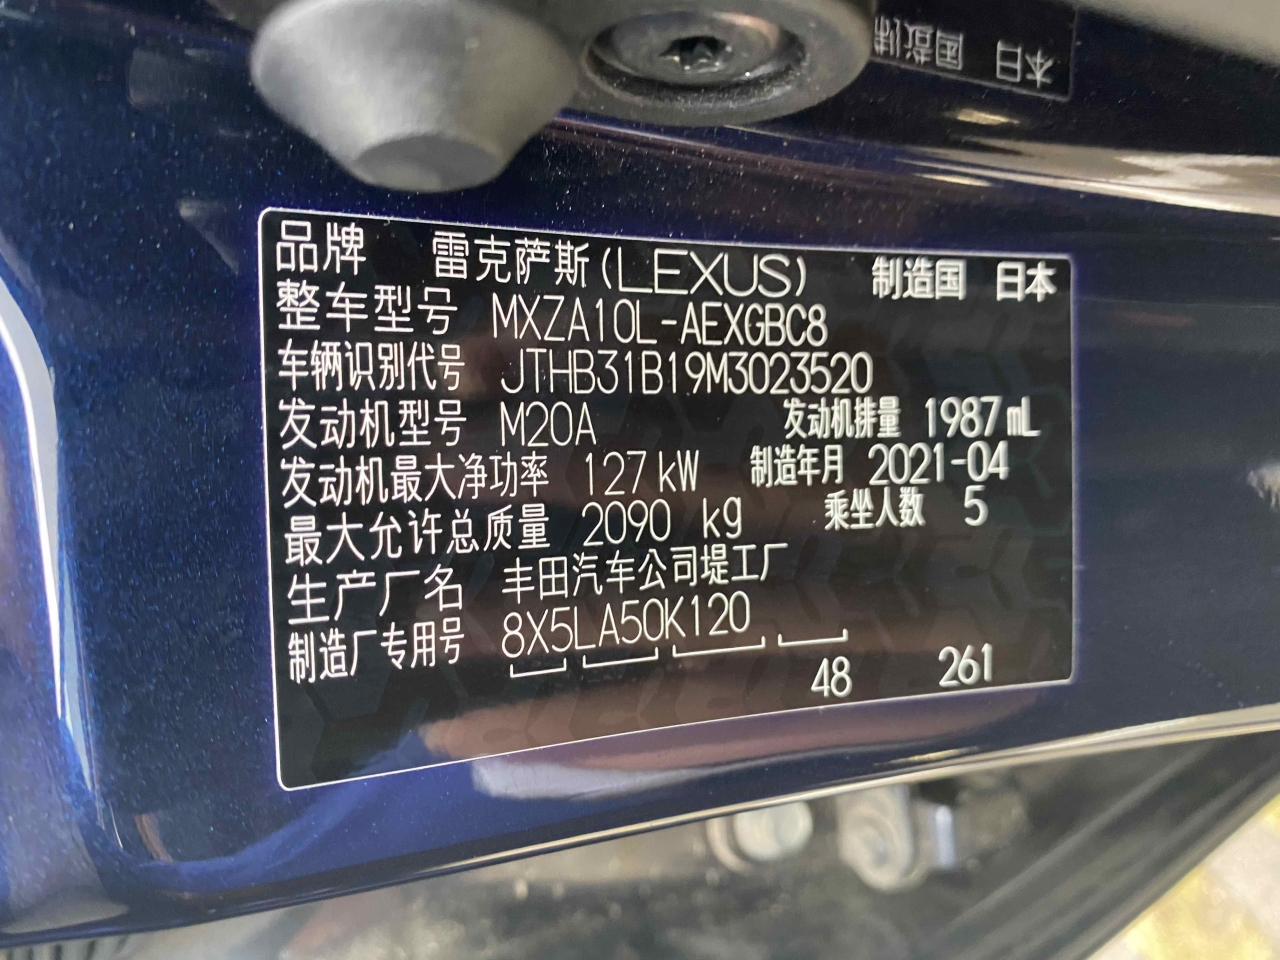 品牌 雷克萨斯(LEXUS) 制造国 日本
整车型号 MXZA10L-AEXGBC8
车辆识别代号 JTHB31B19M3023520
发动机型号 M20A 发动机排量 1987mL
发动机最大净功率 127kW 制造年月 2021-04
最大允许总质量 2090 kg 乘坐人数 5
生产厂名 丰田汽车公司堤工厂
制造厂专用号 8X5LA50K120
48 261